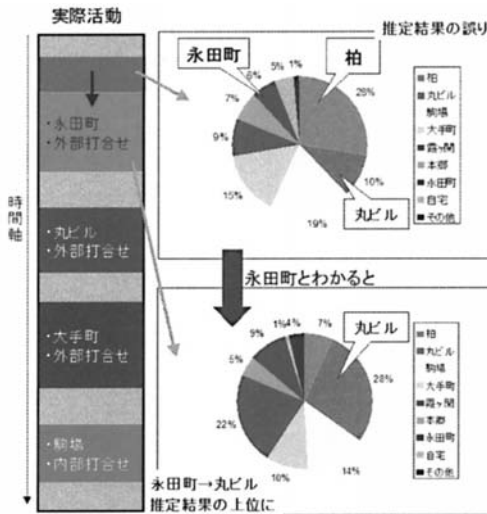 実際活動
時間軸
・永田町
・外部打合せ
・丸ビル
・外部打合せ
・大手町
・外部打合せ
・駒場
・内部打合せ
推定結果の誤り
永田町
柏
丸ビル
28%
10%
19%
15%
9%
7%
6%
5%
1%
柏
丸ビル
駒場
大手町
霞ヶ関
本郷
永田町
自宅
その他
永田町とわかると
丸ビル
7%
28%
14%
10%
22%
5%
9%
1%
4%
柏
丸ビル
駒場
大手町
霞ヶ関
本郷
永田町
自宅
その他
永田町→丸ビル
推定結果の上位に